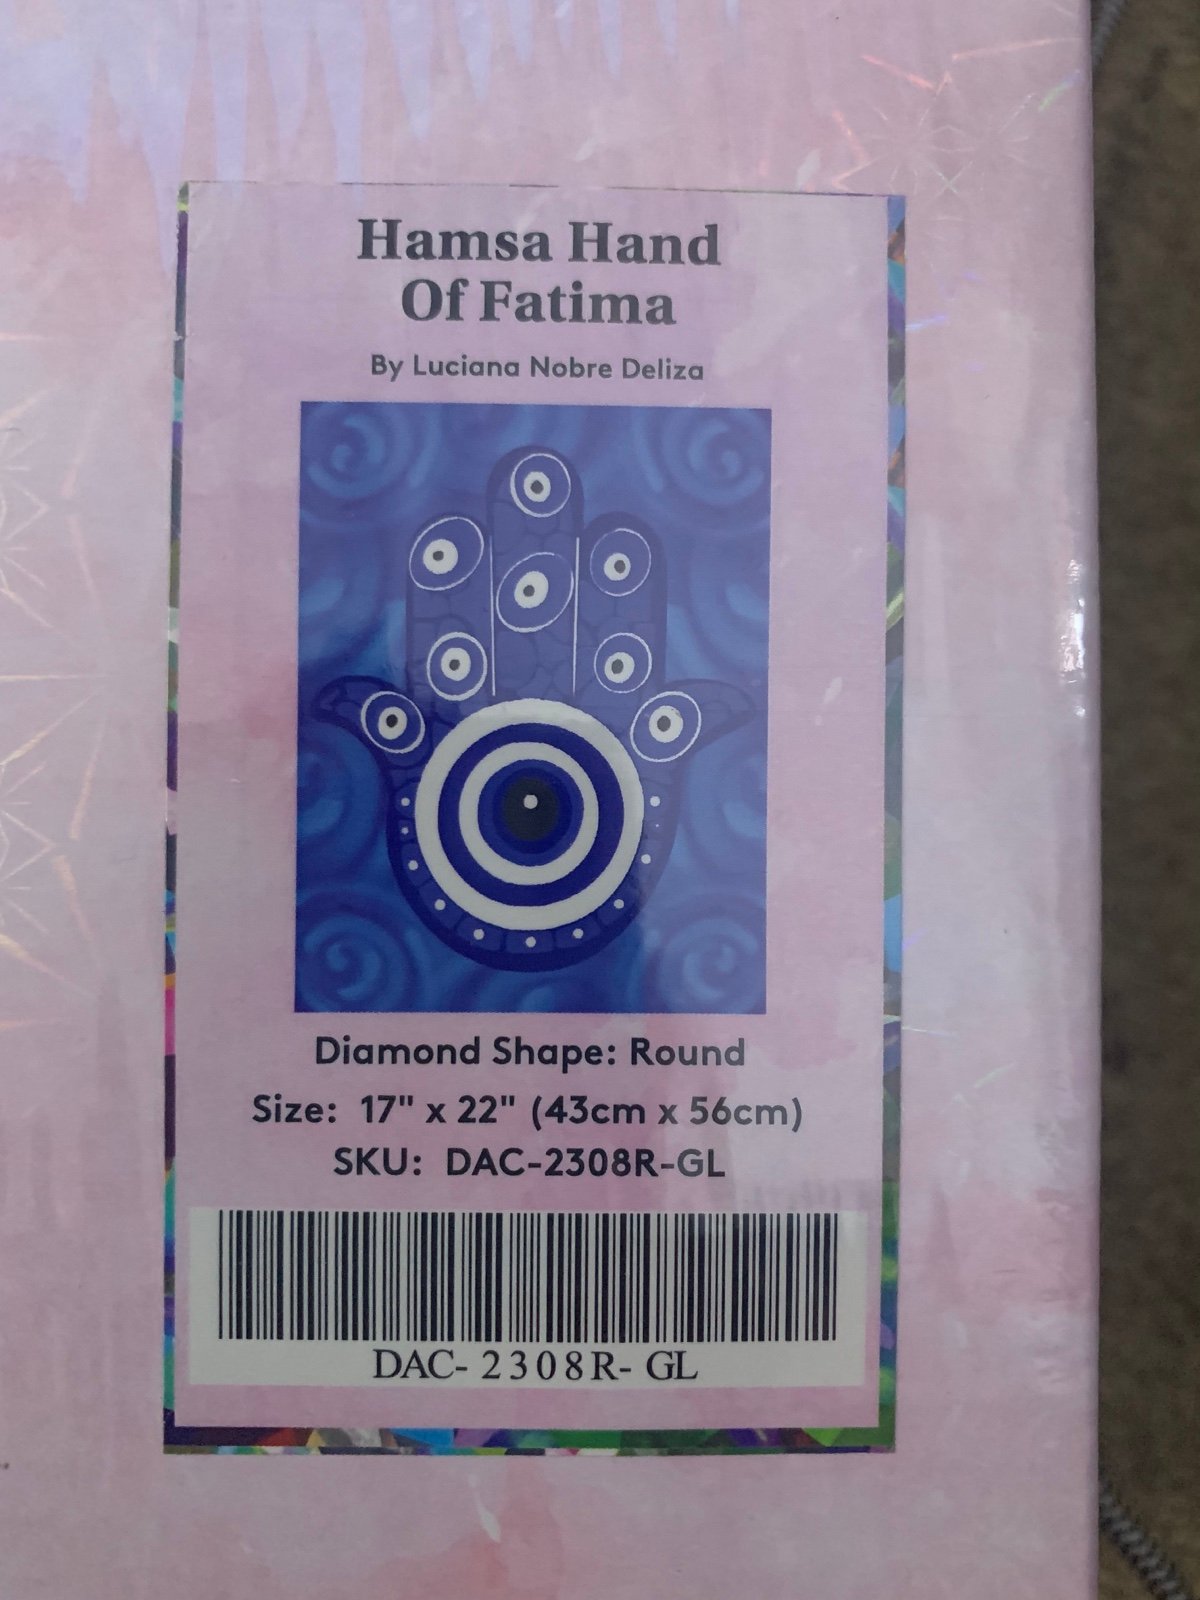 Hamsa Hand
Of Fatima
By Luciana Nobre Deliza
Diamond Shape: Round
Size: 17" x 22" (43cm x 56cm)
SKU: DAC-2308R-GL
DAC- 2308R- GL